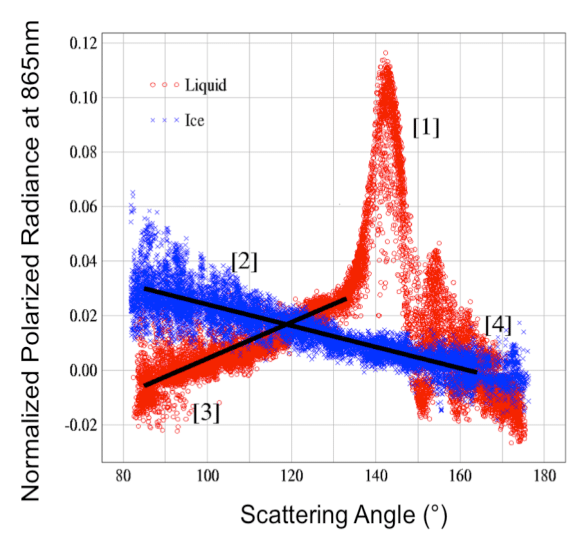 Normalized Polarized Radiance at 865nm
0.12
0.10
0.08
0.06
0.04
0.02
0.00
-0.02
Liquid
Ice
[1]
[2]
[3]
[4]
80 100 120 140 160 180
Scattering Angle (°)